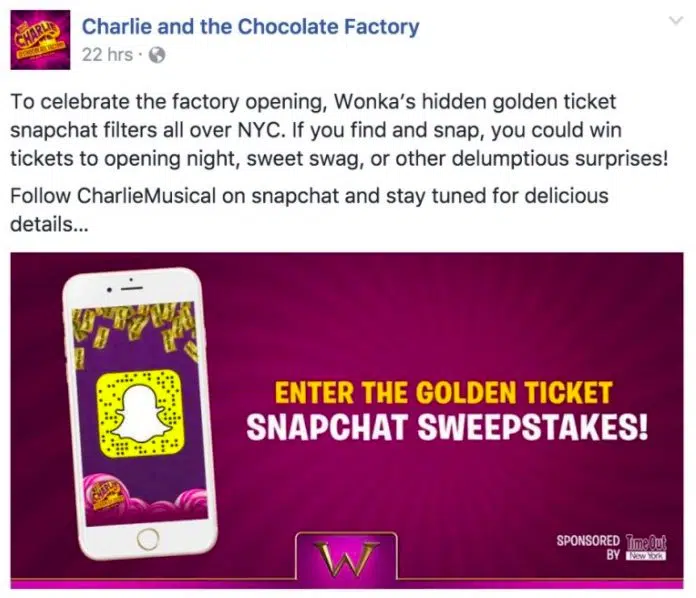 Charlie and the Chocolate Factory
22 hrs ·
To celebrate the factory opening, Wonka's hidden golden ticket
snapchat filters all over NYC. If you find and snap, you could win
tickets to opening night, sweet swag, or other delumptious surprises!
Follow CharlieMusical on snapchat and stay tuned for delicious
details...
ENTER THE GOLDEN TICKET
SNAPCHAT SWEEPSTAKES!
CHARLIE
W
SPONSORED BY
TimeOut
New York